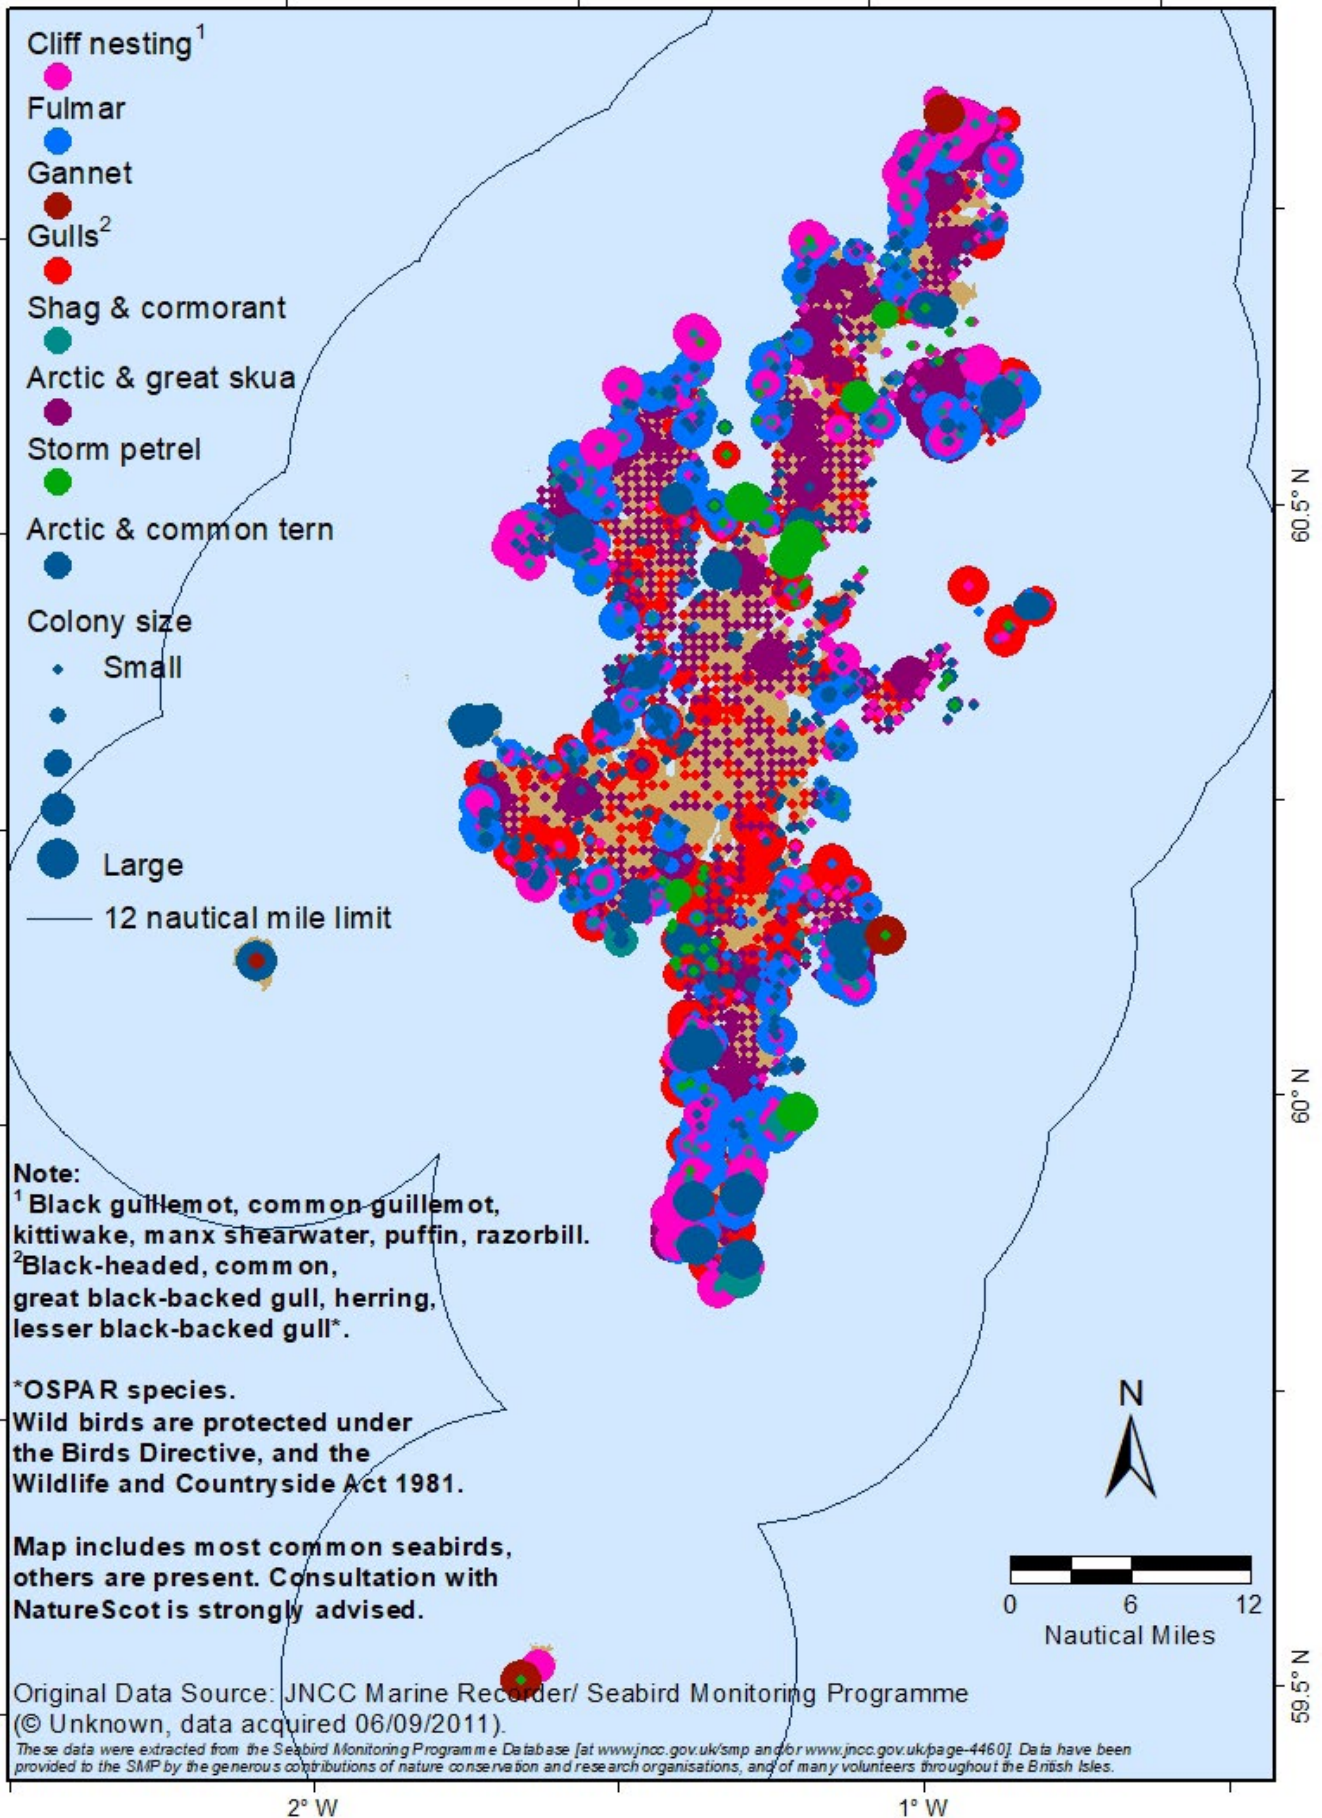 Cliff nesting¹
Fulmar
Gannet
Gulls²
Shag & cormorant
Arctic & great skua
Storm petrel
Arctic & common tern
Colony size
Small
Large
12 nautical mile limit
Note:
¹ Black guillemot, common guillemot,
kittiwake, manx shearwater, puffin, razorbill.
²Black-headed, common,
great black-backed gull, herring,
lesser black-backed gull*.
*OSPAR species.
Wild birds are protected under
the Birds Directive, and the
Wildlife and Countryside Act 1981.
Map includes most common seabirds,
others are present. Consultation with
NatureScot is strongly advised.
Original Data Source: JNCC Marine Recorder/ Seabird Monitoring Programme
(© Unknown, data acquired 06/09/2011).
These data were extracted from the Seabird Monitoring Programme Database [at www.jncc.gov.uk/smp and/or www.jncc.gov.uk/page-4460]. Data have been
provided to the SMP by the generous contributions of nature conservation and research organisations, and of many volunteers throughout the British Isles.
N
0 6 12
Nautical Miles
60.5° N
60° N
59.5° N
2° W 1° W